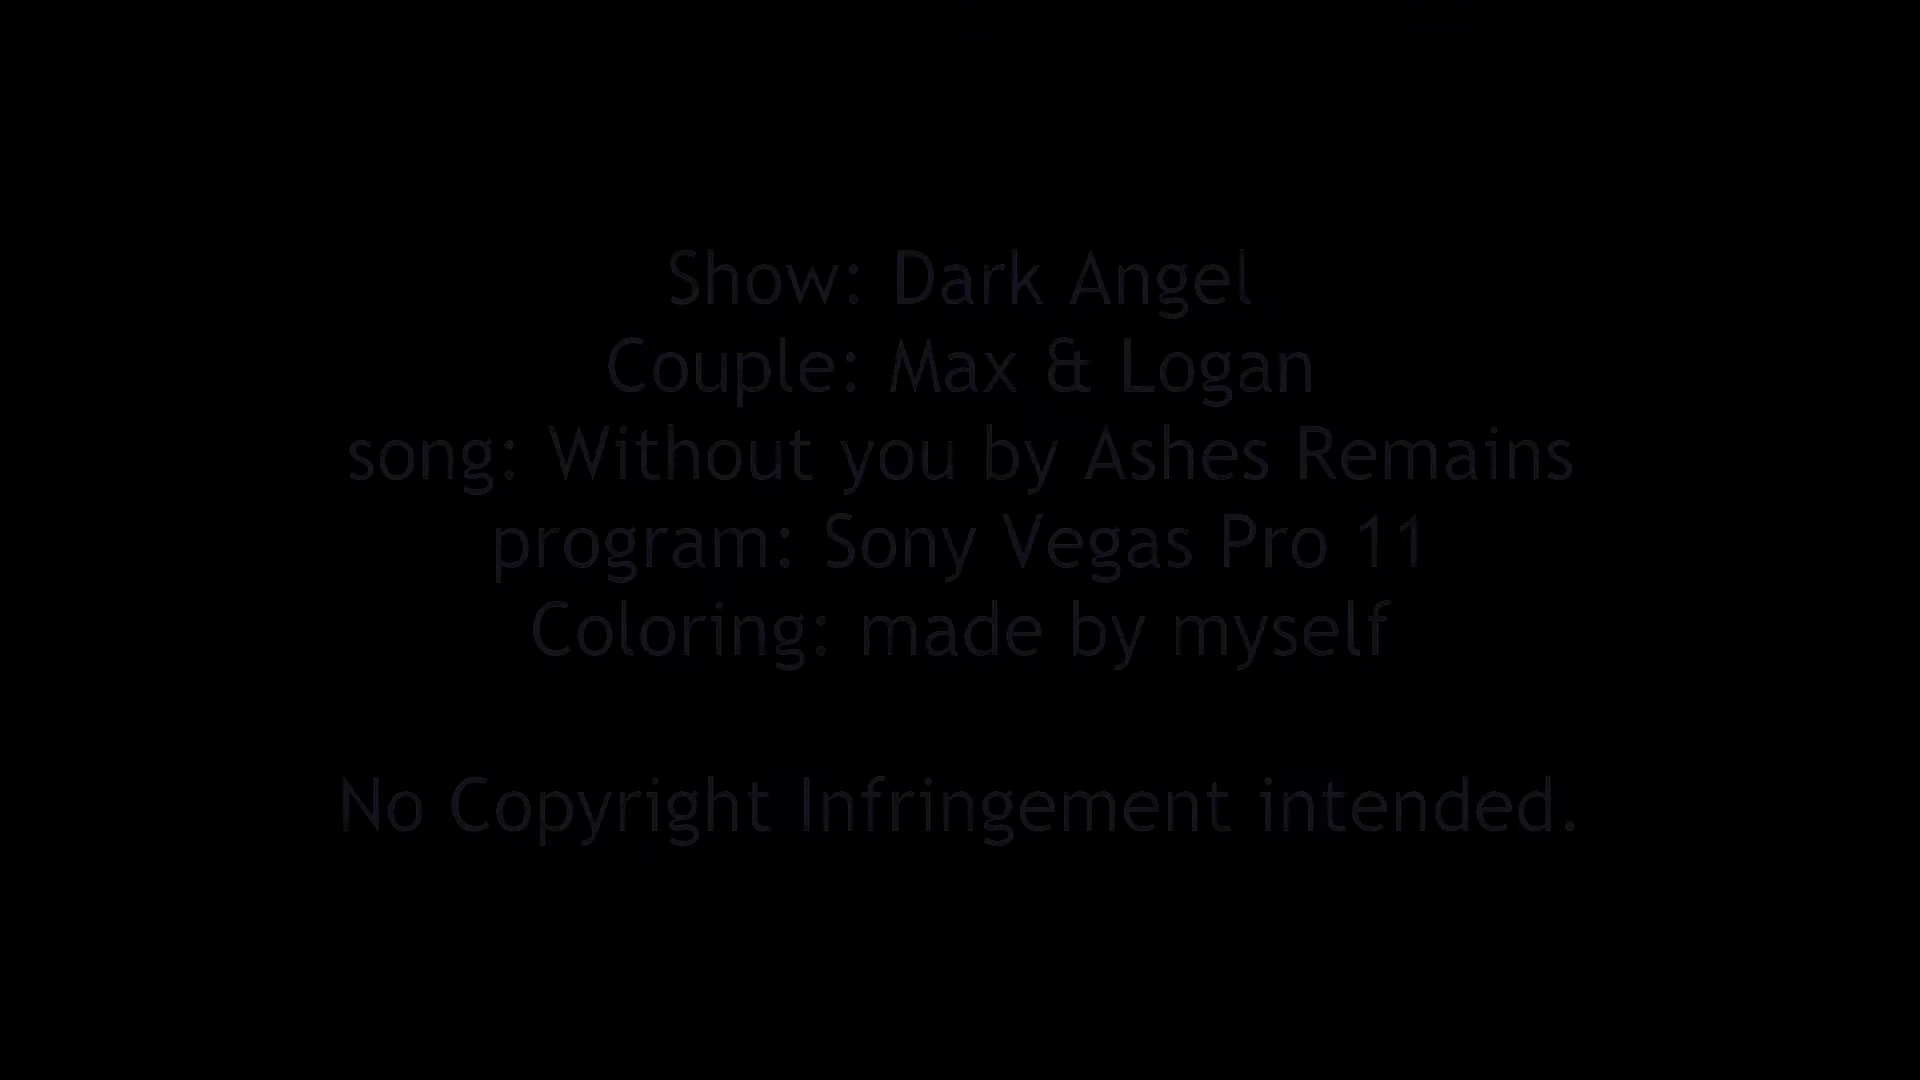 Show: Dark Angel
Couple: Max & Logan
song: Without you by Ashes Remains
program: Sony Vegas Pro 11
Coloring: made by myself
No Copyright Infringement intended.